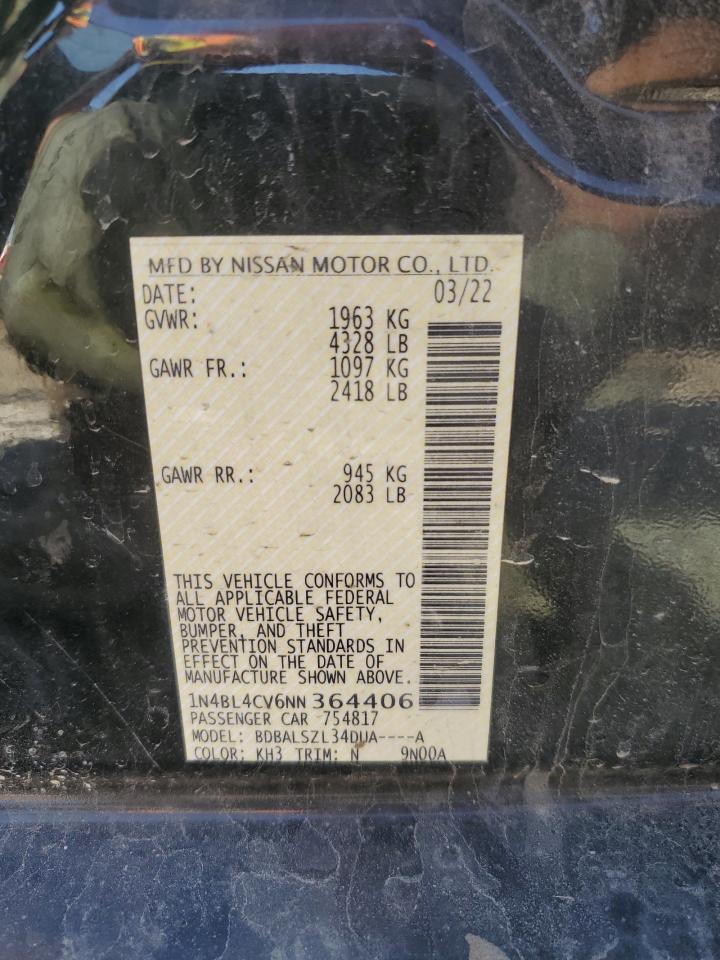 MFD BY NISSAN MOTOR CO., LTD.
DATE: 03/22
GVWR: 1963 KG
4328 LB
GAWR FR.: 1097 KG
2418 LB
GAWR RR.: 945 KG
2083 LB
THIS VEHICLE CONFORMS TO
ALL APPLICABLE FEDERAL
MOTOR VEHICLE SAFETY,
BUMPER, AND THEFT
PREVENTION STANDARDS IN
EFFECT ON THE DATE OF
MANUFACTURE SHOWN ABOVE.
1N4BL4CV6NN364406
PASSENGER CAR 754817
MODEL: BDBALSZL34DUA----A
COLOR: KH3 TRIM: N 9N00A